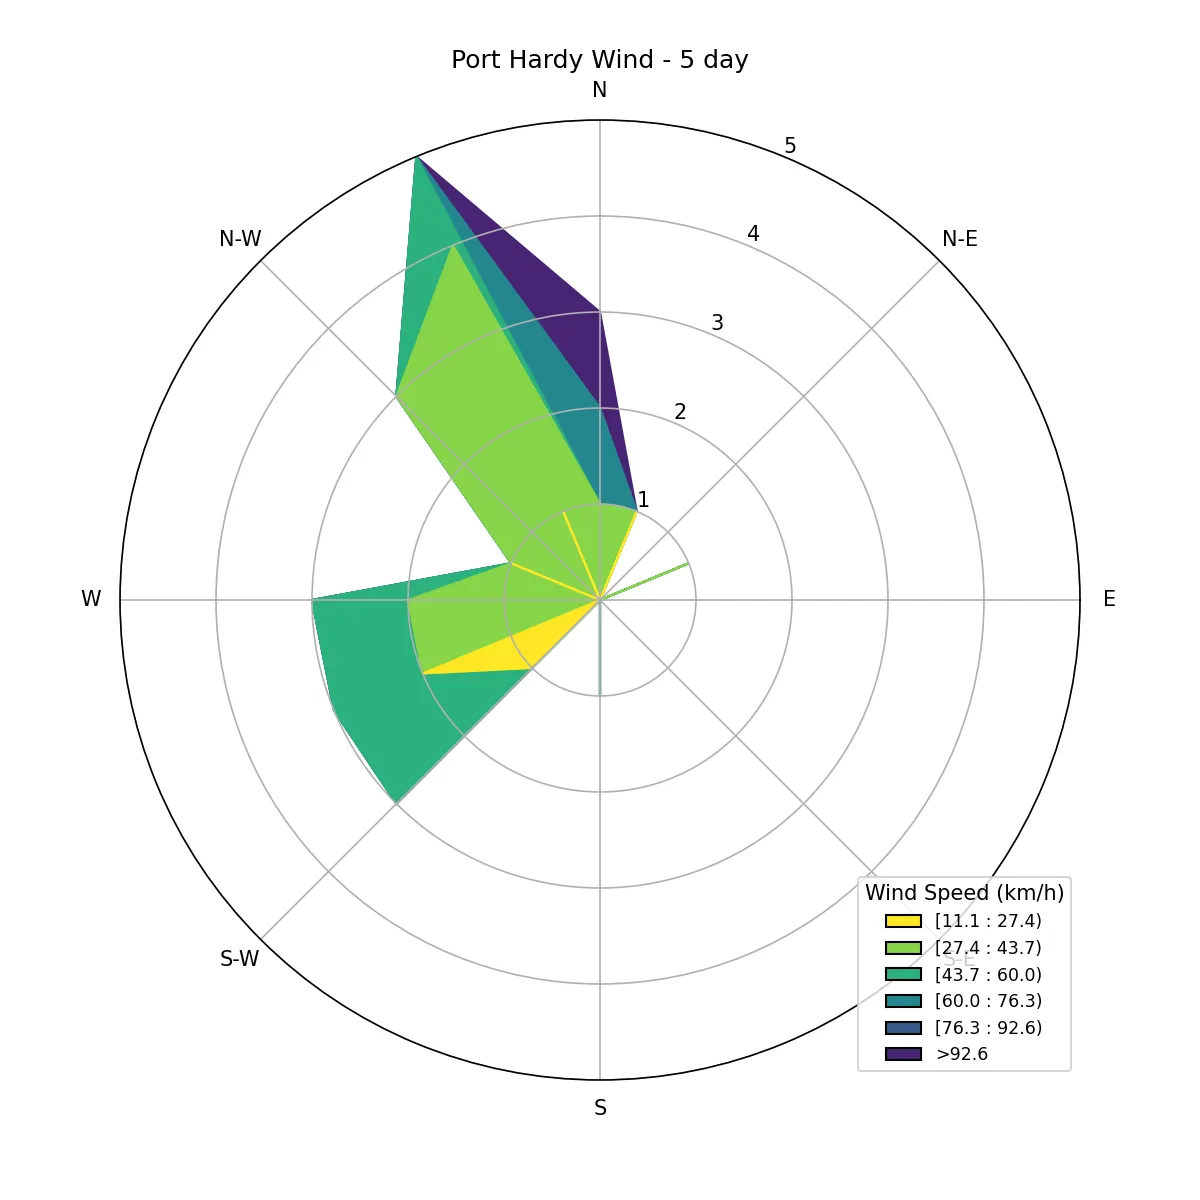 Port Hardy Wind - 5 day
N
5
N-W
N-E
4
3
2
1
W
E
S-W
S-E
Wind Speed (km/h)
[11.1 : 27.4)
[27.4 : 43.7)
[43.7 : 60.0)
[60.0 : 76.3)
[76.3 : 92.6)
>92.6
S